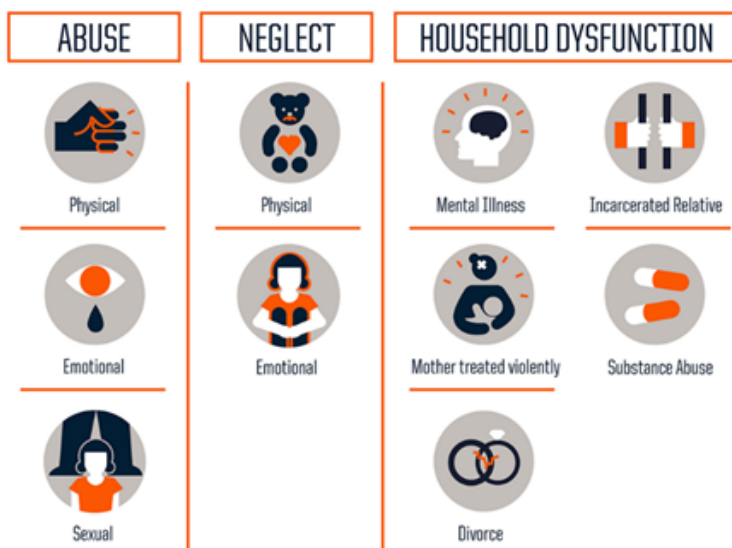 ABUSE
NEGLECT
HOUSEHOLD DYSFUNCTION
Physical
Physical
Mental Illness
Incarcerated Relative
Emotional
Emotional
Mother treated violently
Substance Abuse
Sexual
Divorce